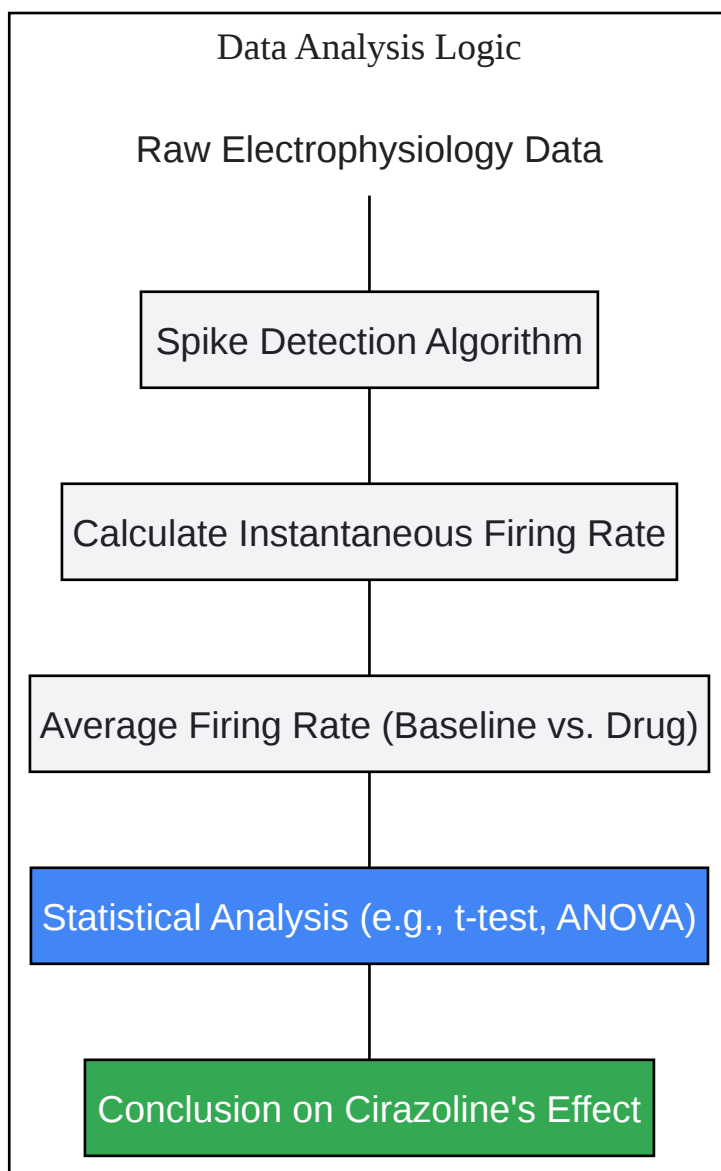 Data Analysis Logic
Raw Electrophysiology Data
Spike Detection Algorithm
Calculate Instantaneous Firing Rate
Average Firing Rate (Baseline vs. Drug)
Statistical Analysis (e.g., t-test, ANOVA)
Conclusion on Cirazoline's Effect